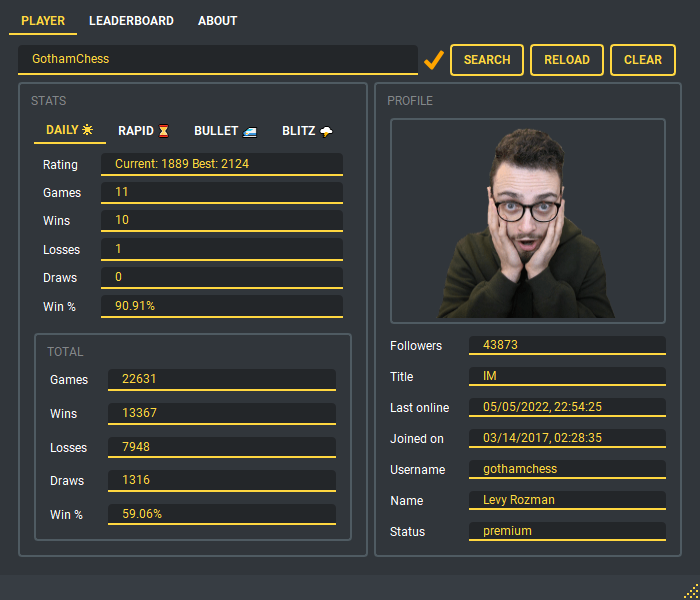 PLAYER LEADERBOARD ABOUT
GothamChess SEARCH RELOAD CLEAR
STATS
DAILY RAPID BULLET BLITZ
Rating Current: 1889 Best: 2124
Games 11
Wins 10
Losses 1
Draws 0
Win % 90.91%
TOTAL
Games 22631
Wins 13367
Losses 7948
Draws 1316
Win % 59.06%
PROFILE
Followers 43873
Title IM
Last online 05/05/2022, 22:54:25
Joined on 03/14/2017, 02:28:35
Username gothamchess
Name Levy Rozman
Status premium